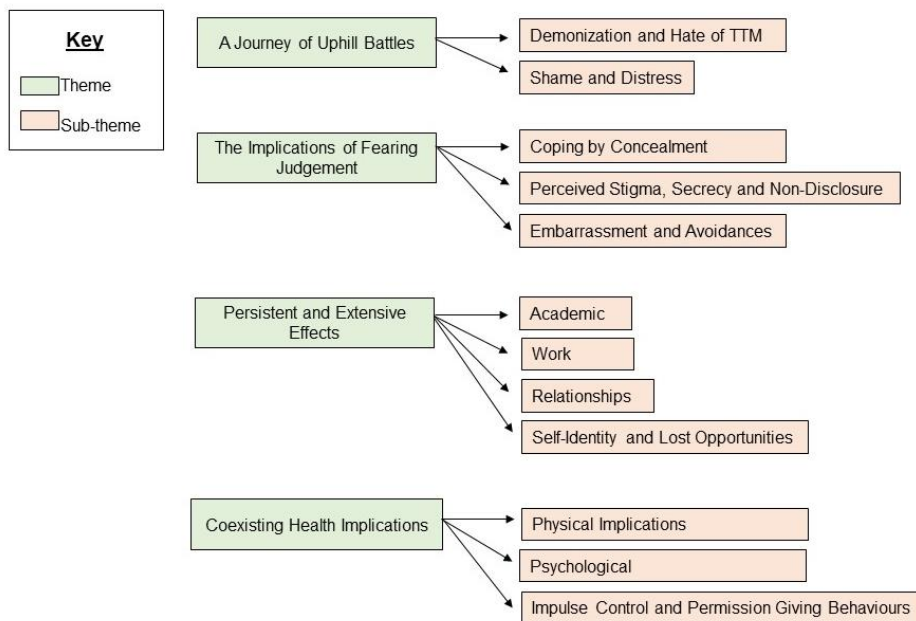 Key
Theme
Sub-theme
A Journey of Uphill Battles
Demonization and Hate of TTM
Shame and Distress
The Implications of Fearing
Judgement
Coping by Concealment
Perceived Stigma, Secrecy and Non-Disclosure
Embarrassment and Avoidances
Persistent and Extensive
Effects
Academic
Work
Relationships
Self-Identity and Lost Opportunities
Coexisting Health Implications
Physical Implications
Psychological
Impulse Control and Permission Giving Behaviours